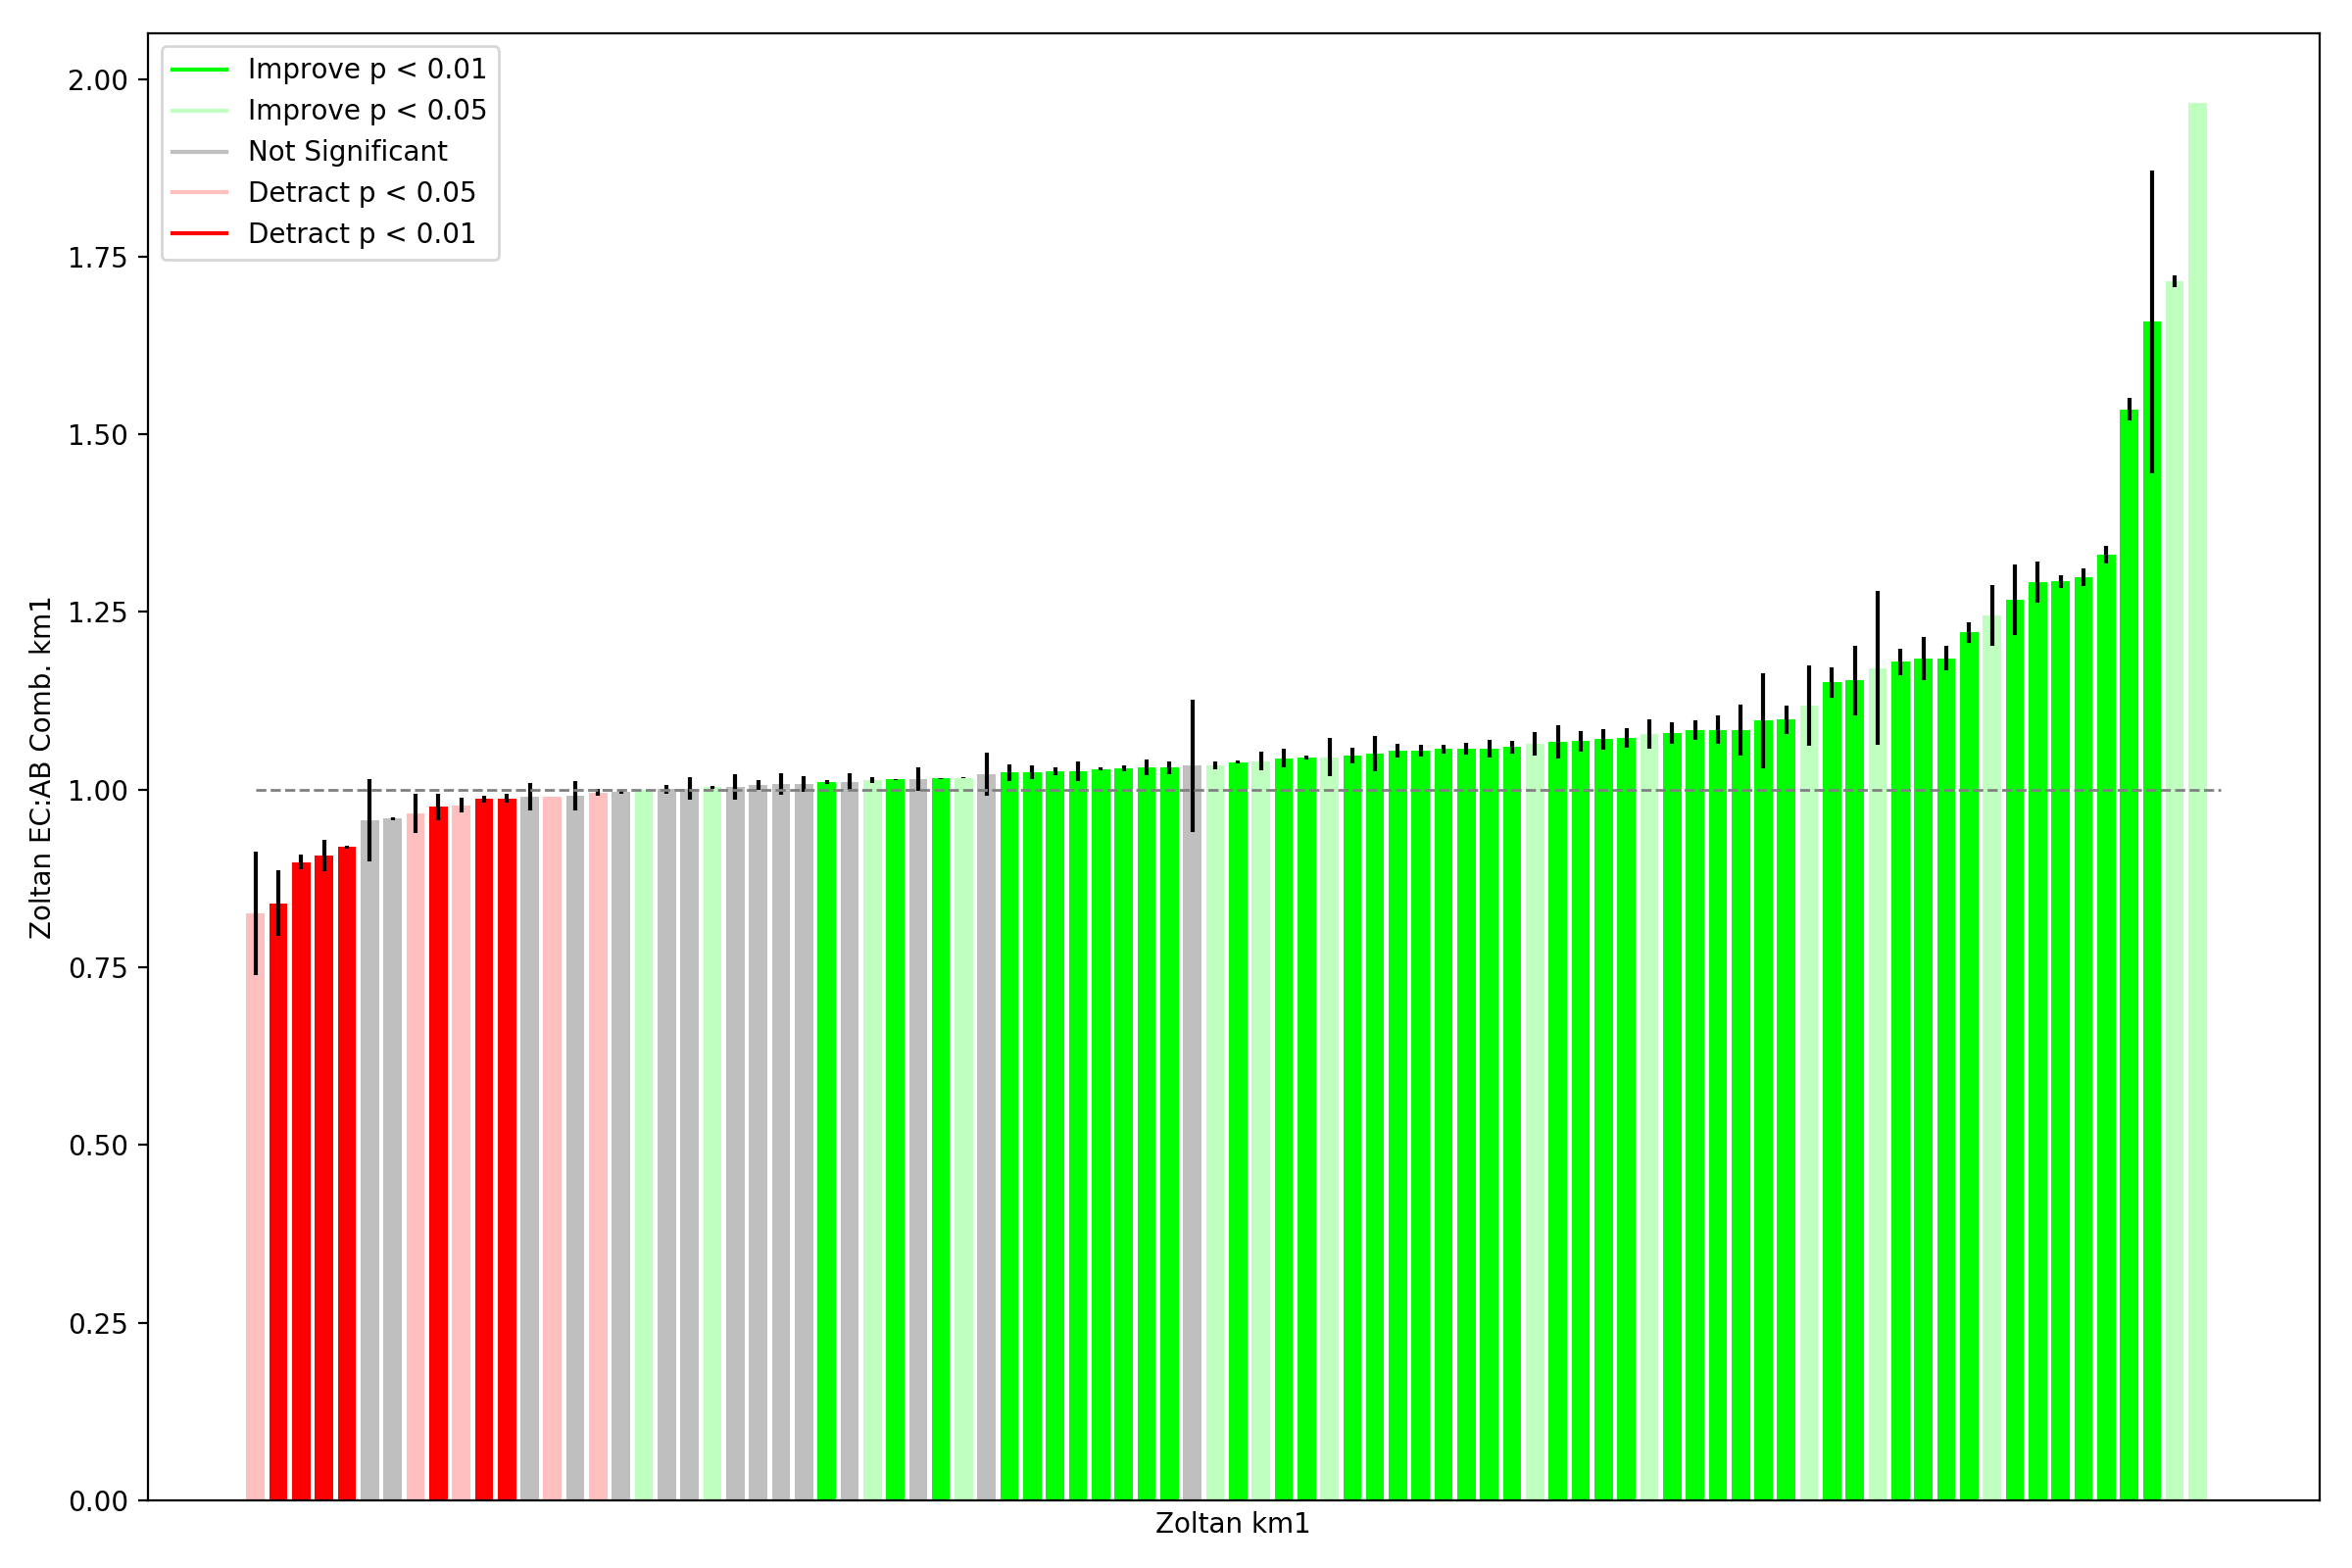 2.00
1.75
1.50
1.25
1.00
0.75
0.50
0.25
0.00
Zoltan EC:AB Comb. km1
Improve p < 0.01
Improve p < 0.05
Not Significant
Detract p < 0.05
Detract p < 0.01
Zoltan km1